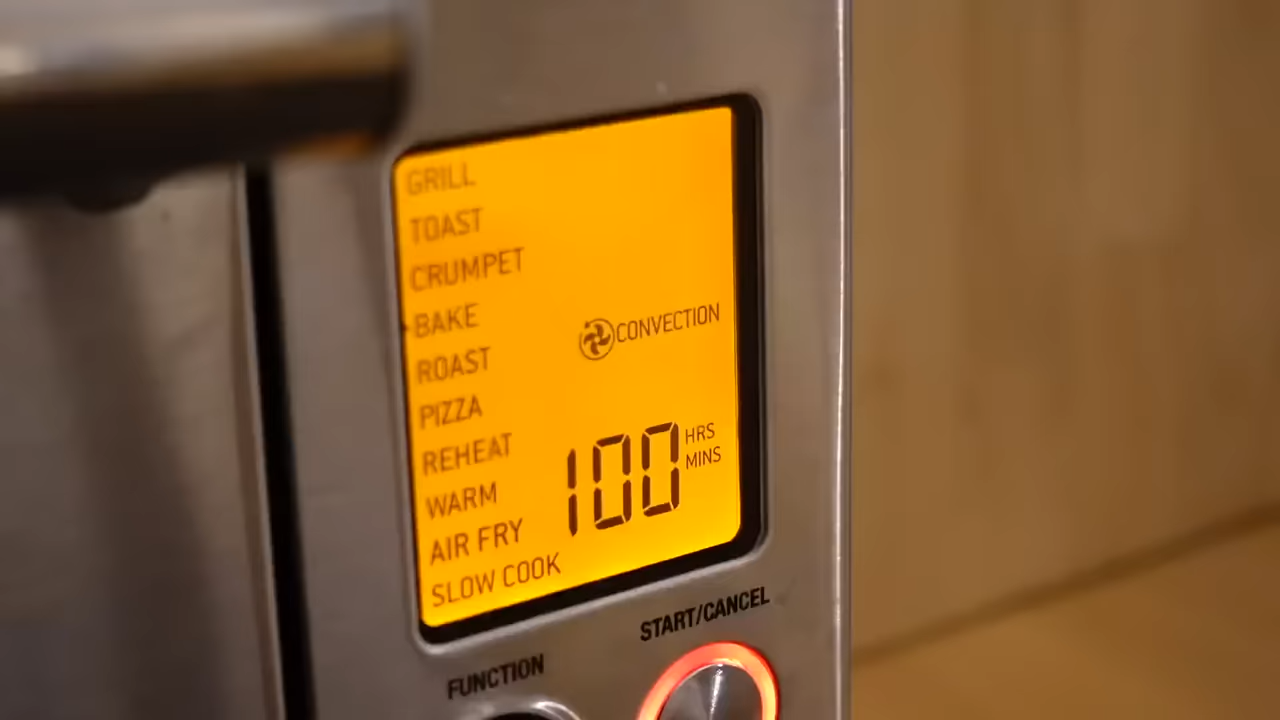 GRILL
TOAST
CRUMPET
BAKE
CONVECTION
ROAST
PIZZA
REHEAT
WARM
AIR FRY
SLOW COOK
100 HRS
MINS
START/CANCEL
FUNCTION